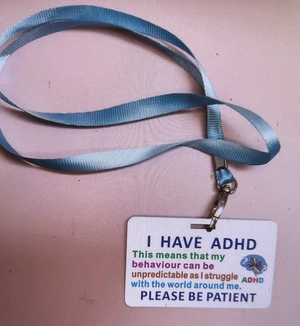 I HAVE ADHD
This means that my
behaviour can be
unpredictable as I struggle
with the world around me.
ADHD
PLEASE BE PATIENT